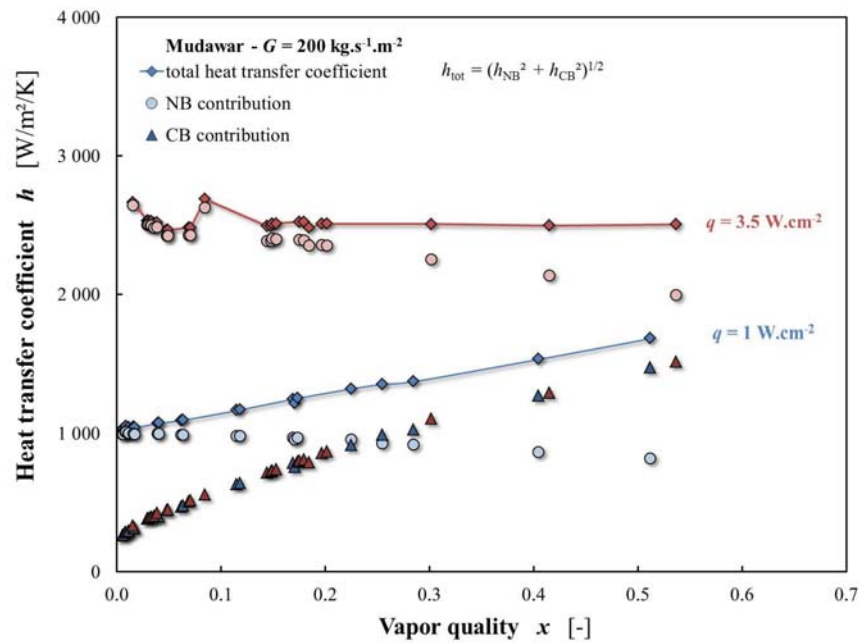 4 000
Mudawar - G = 200 kg.s⁻¹.m⁻²
total heat transfer coefficient
h_tot = (h_NB² + h_CB²)^1/2
NB contribution
CB contribution
3 000
q = 3.5 W.cm⁻²
2 000
q = 1 W.cm⁻²
1 000
0
Heat transfer coefficient h [W/m²/K]
0.0 0.1 0.2 0.3 0.4 0.5 0.6 0.7
Vapor quality x [-]